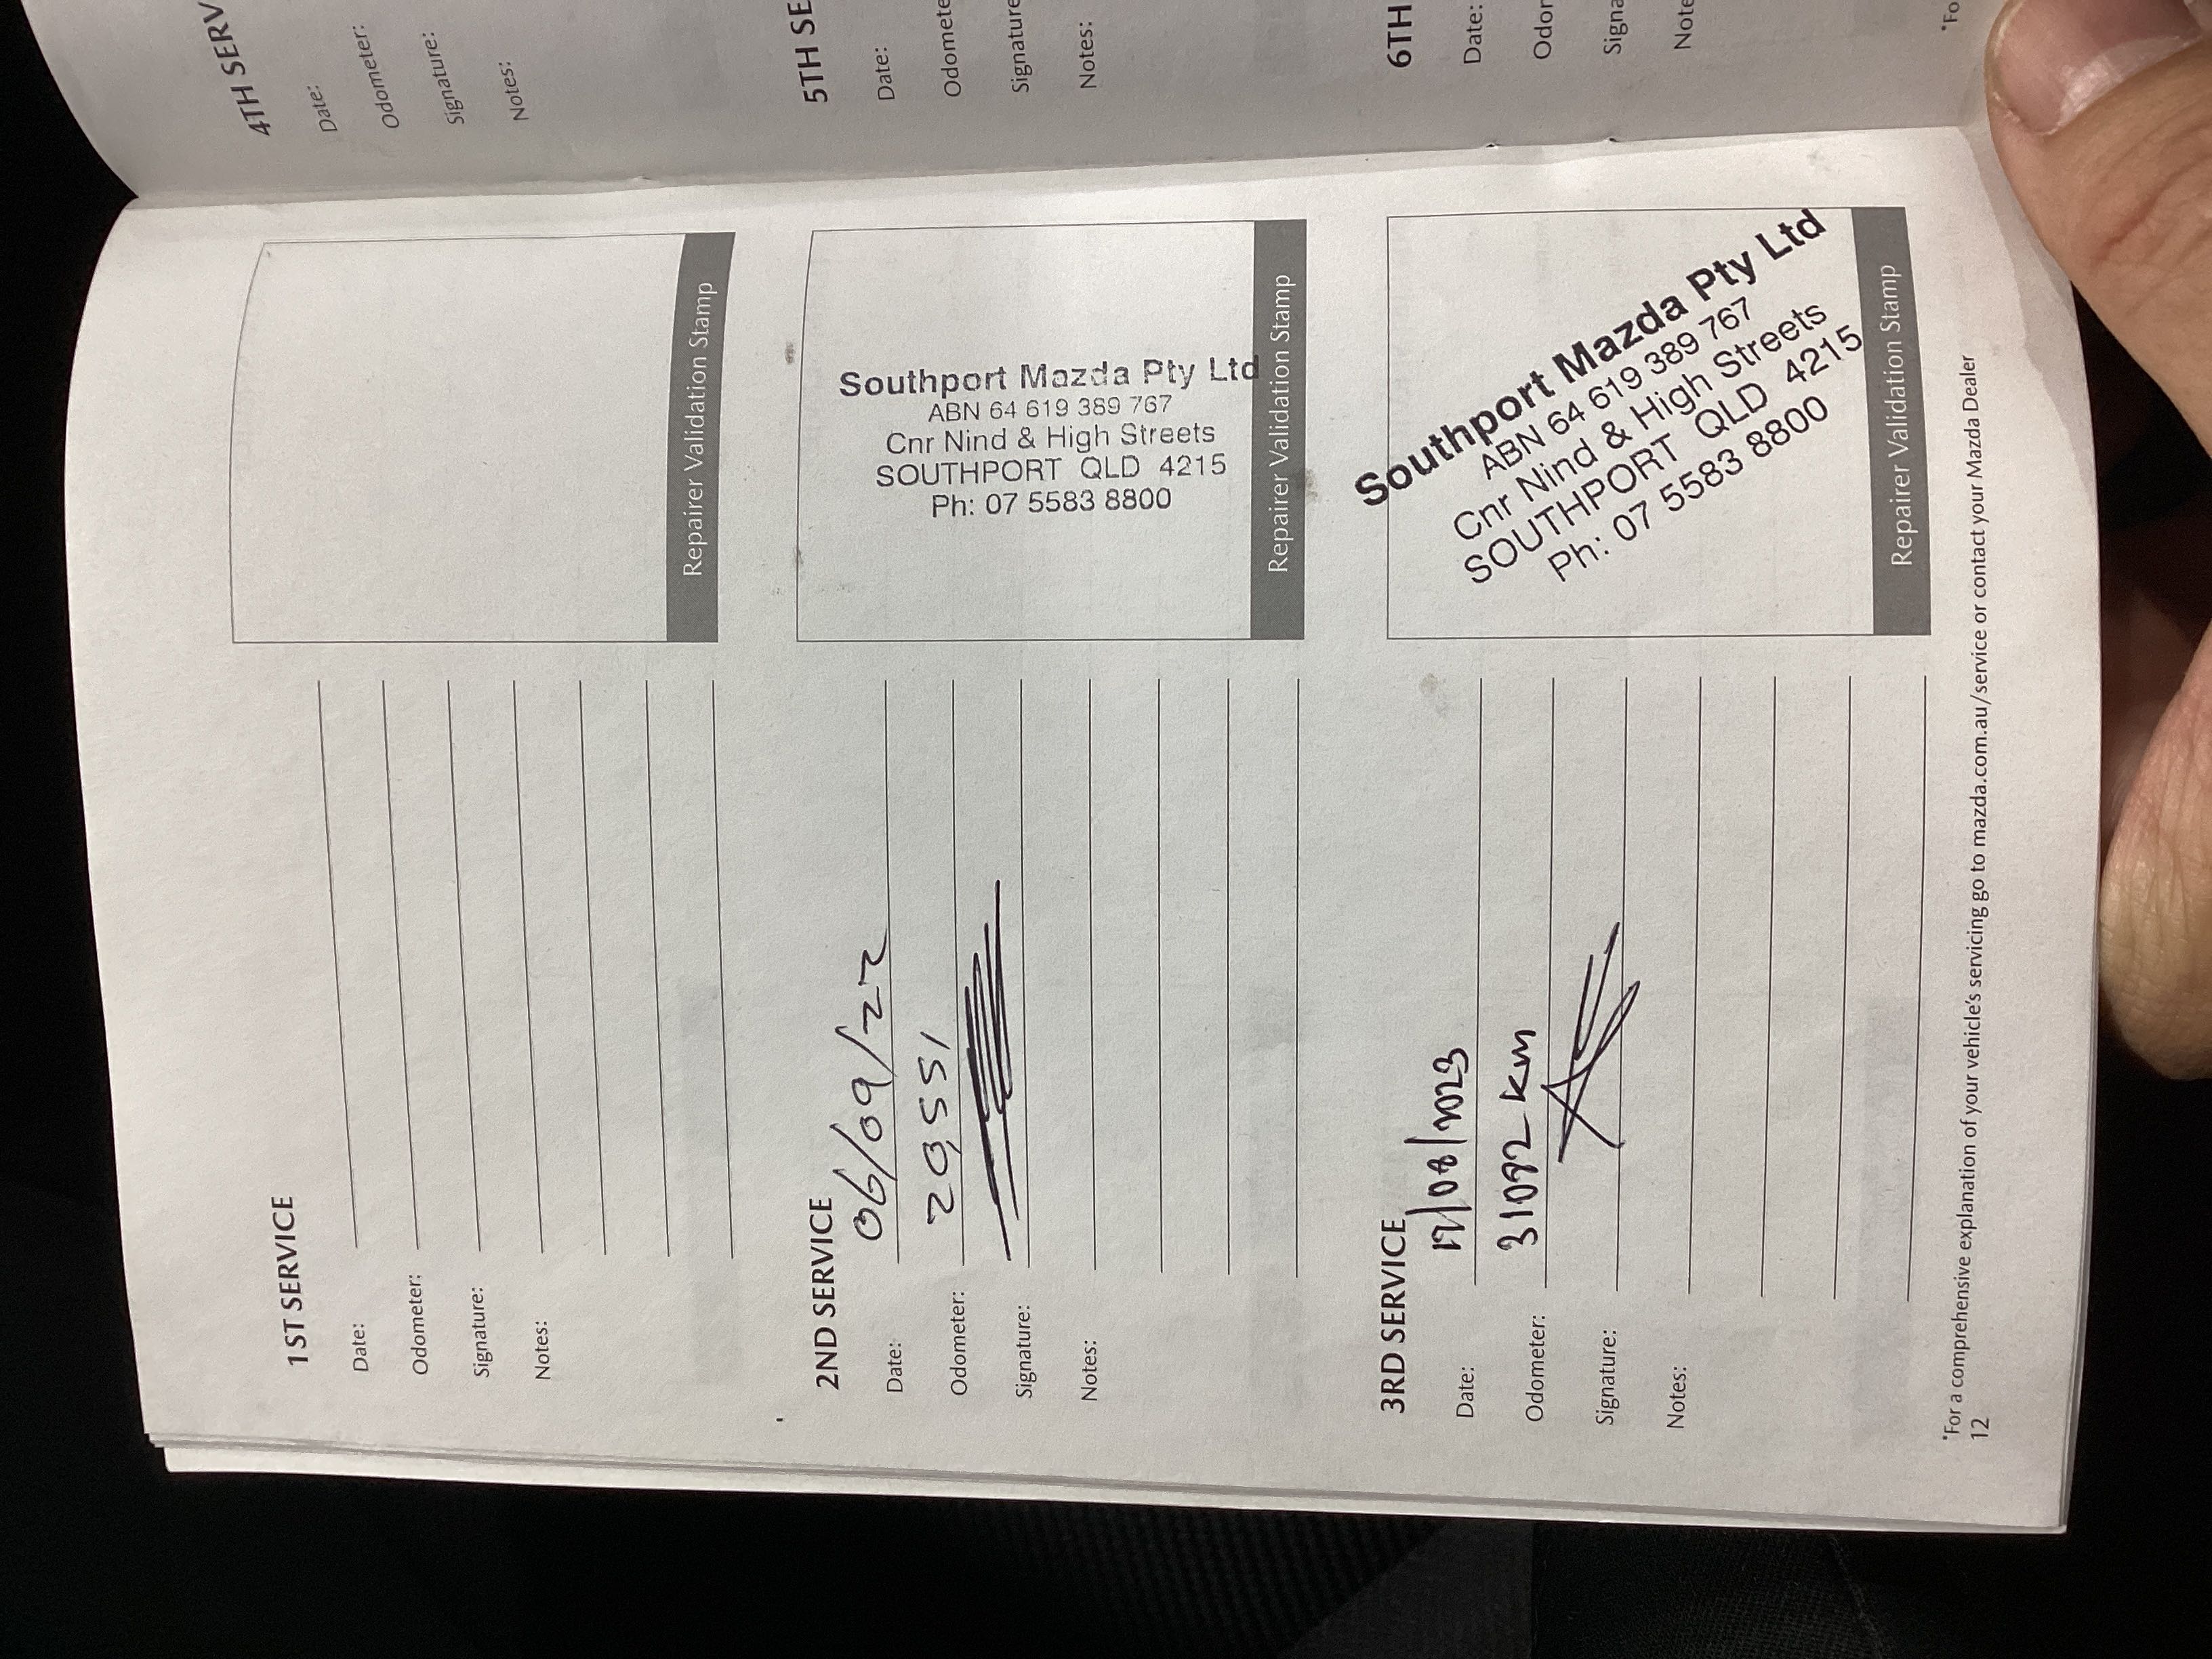 1ST SERVICE
Date:
Odometer:
Signature:
Notes:
Repairer Validation Stamp
2ND SERVICE
Date: 06/09/22
Odometer: 20551
Signature:
Notes:
Southport Mazda Pty Ltd
ABN 64 619 389 767
Cnr Nind & High Streets
SOUTHPORT QLD 4215
Ph: 07 5583 8800
Repairer Validation Stamp
3RD SERVICE
Date: 17/08/2023
Odometer: 31092 km
Signature:
Notes:
Southport Mazda Pty Ltd
ABN 64 619 389 767
Cnr Nind & High Streets
SOUTHPORT QLD 4215
Ph: 07 5583 8800
Repairer Validation Stamp
*For a comprehensive explanation of your vehicle's servicing go to mazda.com.au/service or contact your Mazda Dealer
12
4TH SERV
Date:
Odometer:
Signature:
Notes:
5TH SE
Date:
Odomete
Signature
Notes:
6TH
Date:
Odor
Signa
Note
*Fo